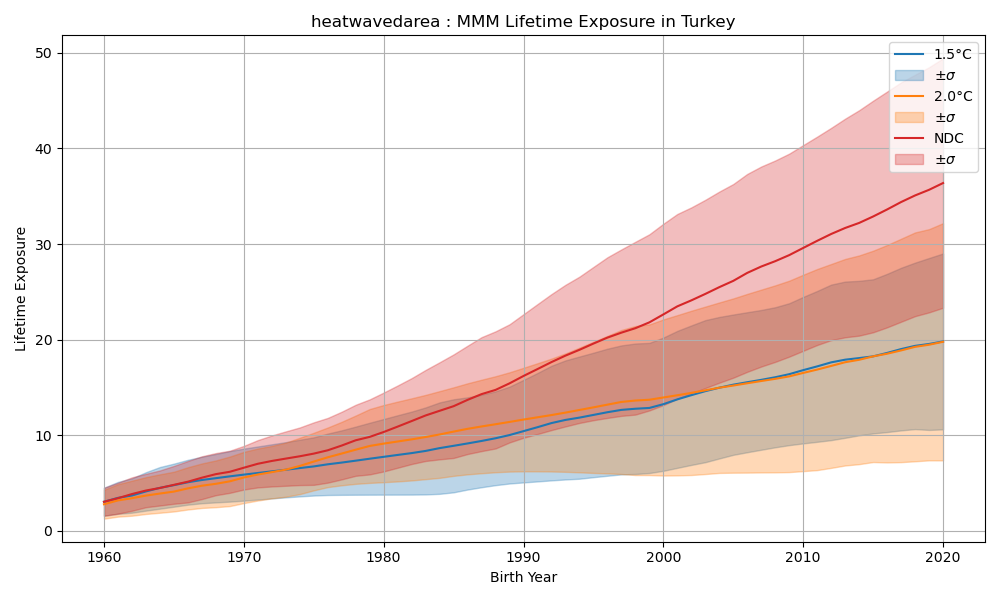 heatwavedarea : MMM Lifetime Exposure in Turkey
50
40
30
20
10
0
Lifetime Exposure
1960
1970
1980
1990
2000
2010
2020
Birth Year
1.5°C
±σ
2.0°C
±σ
NDC
±σ